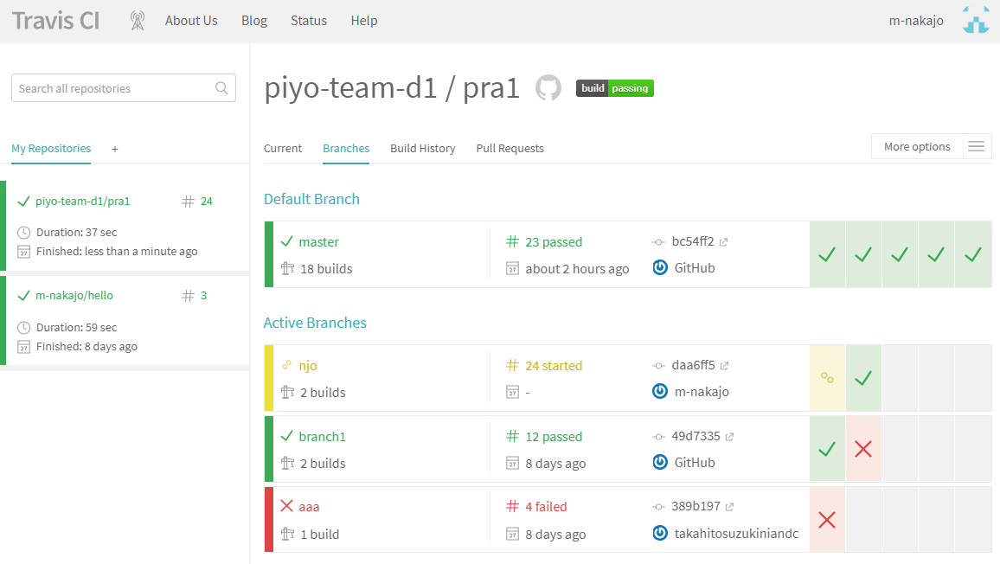 Travis CI About Us Blog Status Help m-nakajo
Search all repositories
My Repositories +
piyo-team-d1/pra1 # 24
Duration: 37 sec
Finished: less than a minute ago
m-nakajo/hello # 3
Duration: 59 sec
Finished: 8 days ago
piyo-team-d1 / pra1 build passing
Current Branches Build History Pull Requests More options
Default Branch
master # 23 passed bc54ff2
18 builds 27 about 2 hours ago GitHub
Active Branches
njo # 24 started daa6ff5
2 builds 27 - m-nakajo
branch1 # 12 passed 49d7335
2 builds 27 8 days ago GitHub
aaa # 4 failed 389b197
1 build 27 8 days ago takahitosuzukiniandc